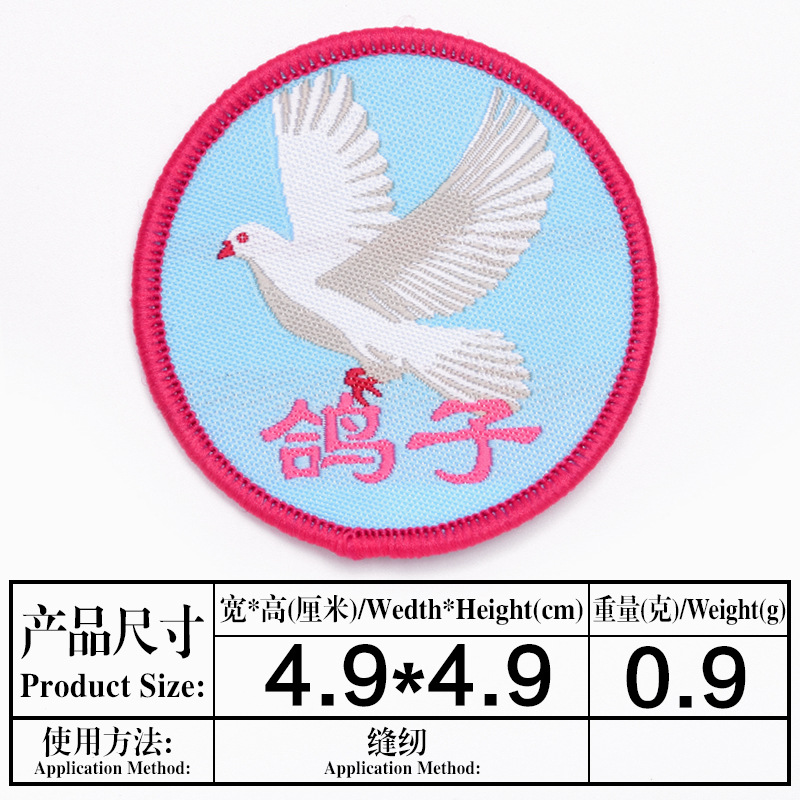 鸽子
产品尺寸
Product Size:
宽*高(厘米)/Wedth*Height(cm)
重量(克)/Weight(g)
4.9*4.9
0.9
使用方法:
Application Method:
缝纫
Application Method: